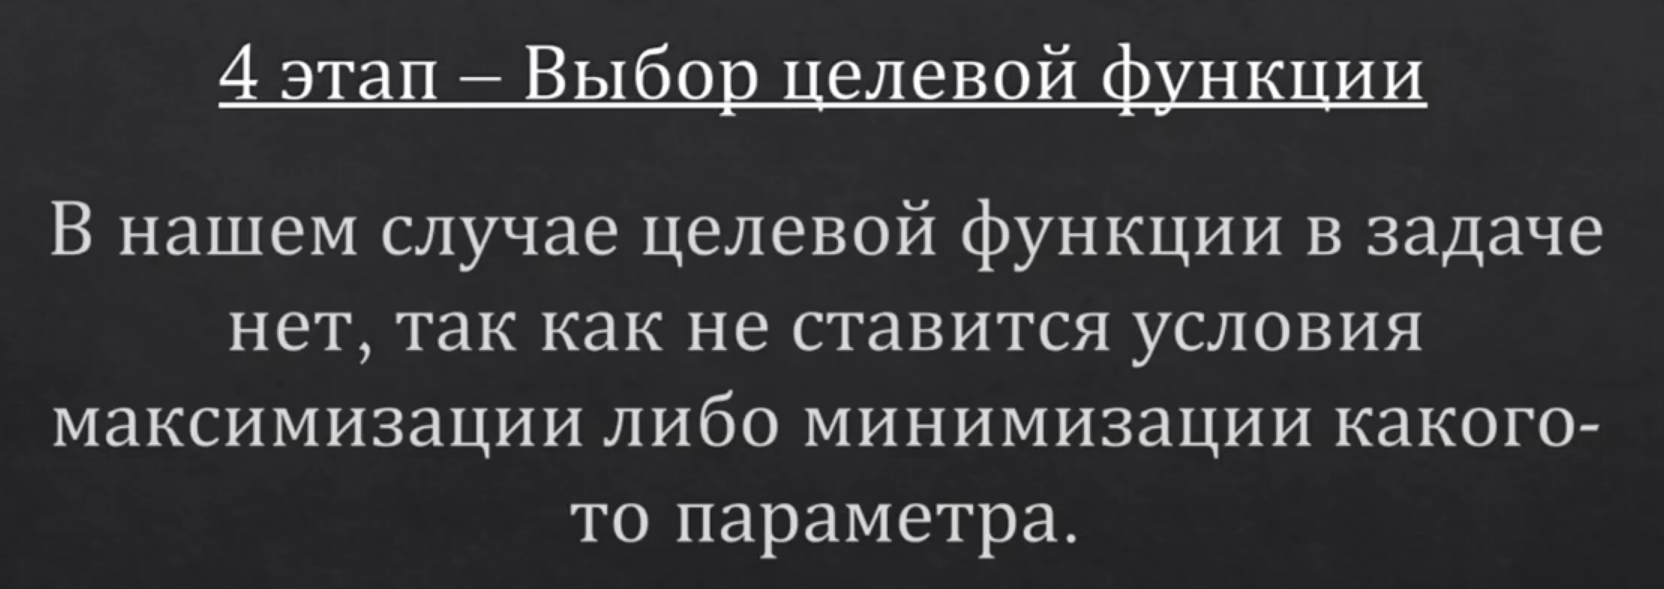 4 этап – Выбор целевой функции
В нашем случае целевой функции в задаче
нет, так как не ставится условия
максимизации либо минимизации какого-
то параметра.